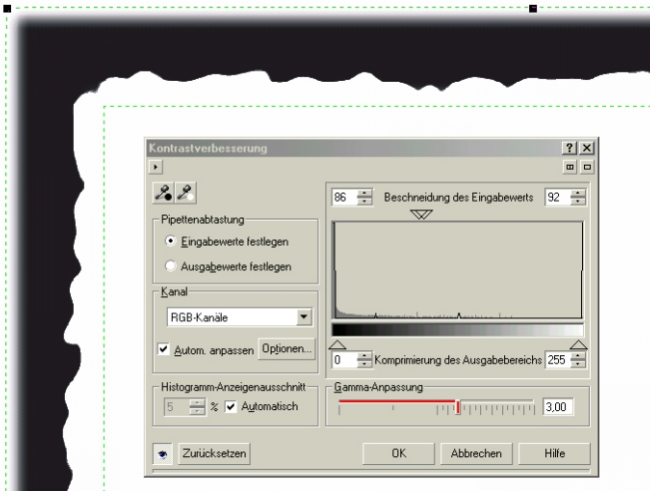 Kontrastverbesserung
86 Beschneidung des Eingabewerts 92
Pipettenabtastung
Eingabewerte festlegen
Ausgabewerte festlegen
Kanal
RGB-Kanäle
Autom. anpassen Optionen...
0 Komprimierung des Ausgabebereichs 255
Histogramm-Anzeigenausschnitt
5 % Automatisch
Gamma-Anpassung
3,00
Zurücksetzen OK Abbrechen Hilfe